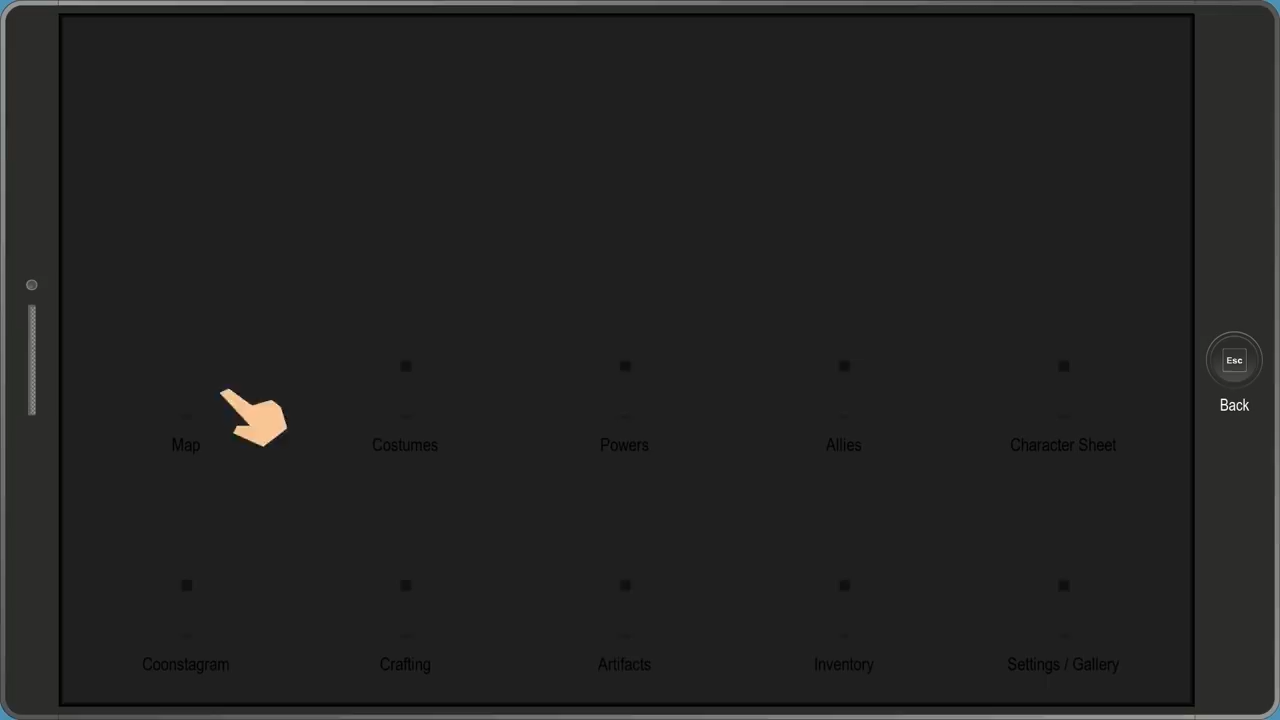 Esc
Back
Map Costumes Powers Allies Character Sheet
Coonstagram Crafting Artifacts Inventory Settings / Gallery